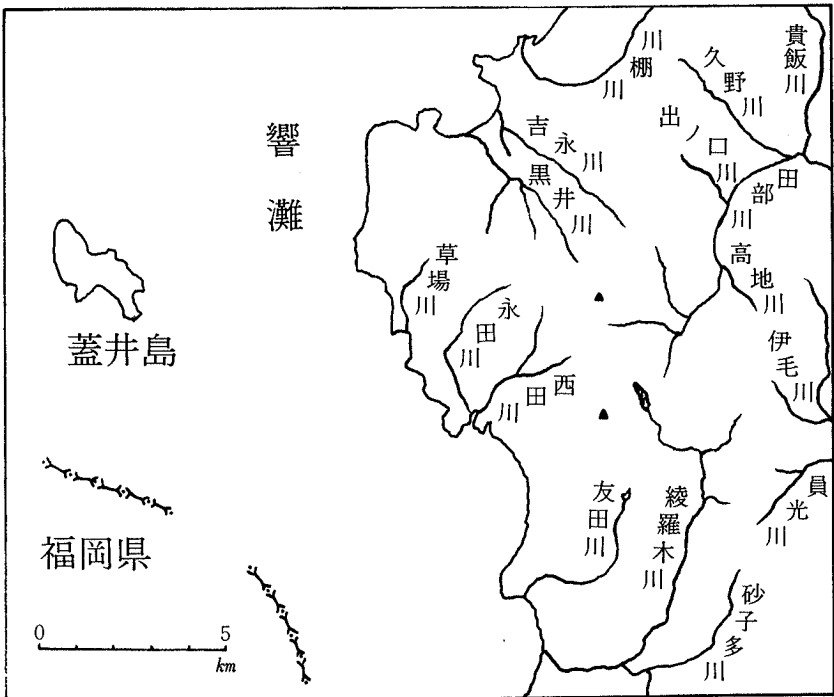 響灘
蓋井島
福岡県
0 5
km
川棚川
久野川
貴飯川
出ノ口川
田部川
吉永川
黒井川
高地川
草場川
永田川
西田川
伊毛川
友田川
綾羅木川
員光川
砂子多川